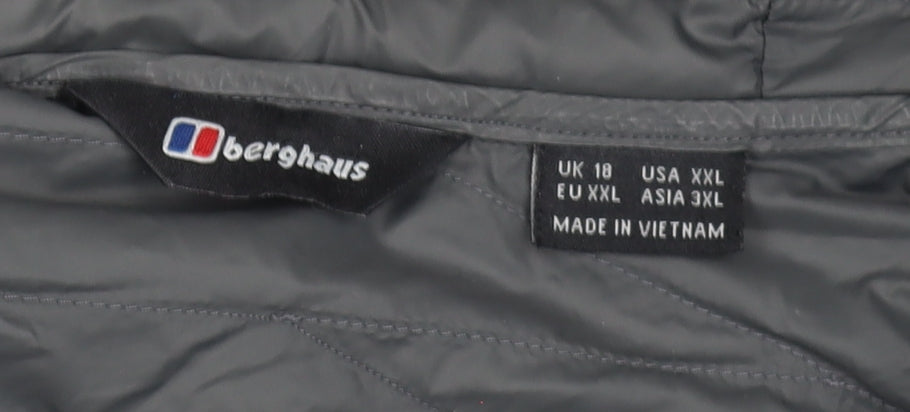 berghaus
UK 18 USA XXL
EU XXL ASIA 3XL
MADE IN VIETNAM